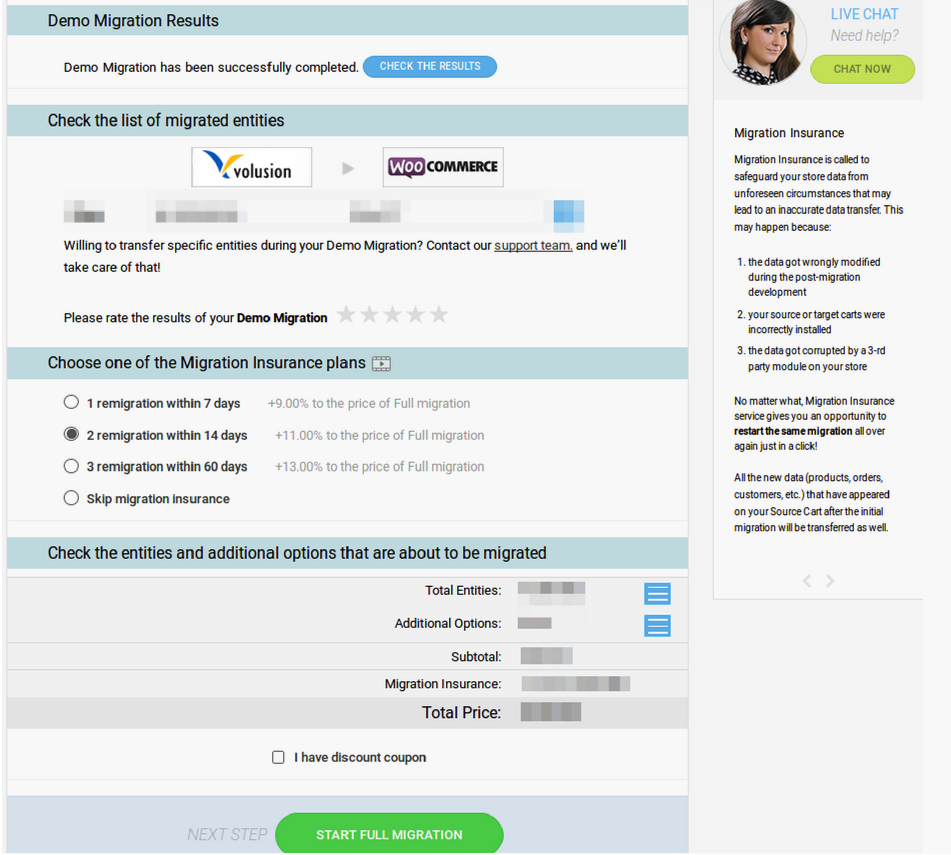 Demo Migration Results
Demo Migration has been successfully completed. CHECK THE RESULTS
Check the list of migrated entities
volusion
WOO COMMERCE
Willing to transfer specific entities during your Demo Migration? Contact our support team. and we'll
take care of that!
Please rate the results of your Demo Migration
Choose one of the Migration Insurance plans
1 remigration within 7 days +9.00% to the price of Full migration
2 remigration within 14 days +11.00% to the price of Full migration
3 remigration within 60 days +13.00% to the price of Full migration
Skip migration insurance
Check the entities and additional options that are about to be migrated
Total Entities:
Additional Options:
Subtotal:
Migration Insurance:
Total Price:
I have discount coupon
NEXT STEP START FULL MIGRATION
LIVE CHAT
Need help?
CHAT NOW
Migration Insurance
Migration Insurance is called to
safeguard your store data from
unforeseen circumstances that may
lead to an inaccurate data transfer. This
may happen because:
1. the data got wrongly modified
during the post-migration
development
2. your source or target carts were
incorrectly installed
3. the data got corrupted by a 3-rd
party module on your store
No matter what, Migration Insurance
service gives you an opportunity to
restart the same migration all over
again just in a click!
All the new data (products, orders,
customers, etc.) that have appeared
on your Source Cart after the initial
migration will be transferred as well.